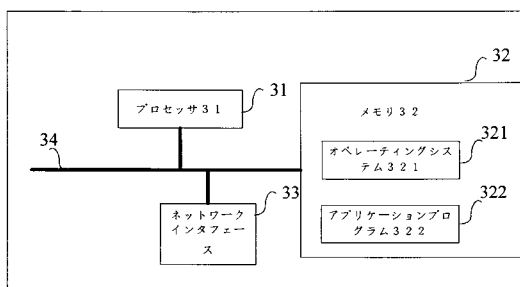 32
31
プロセッサ31
メモリ32
34
321
オペレーティングシ
ステム321
33
322
ネットワーク
インタフェー
ス
アプリケーションプロ
グラム322